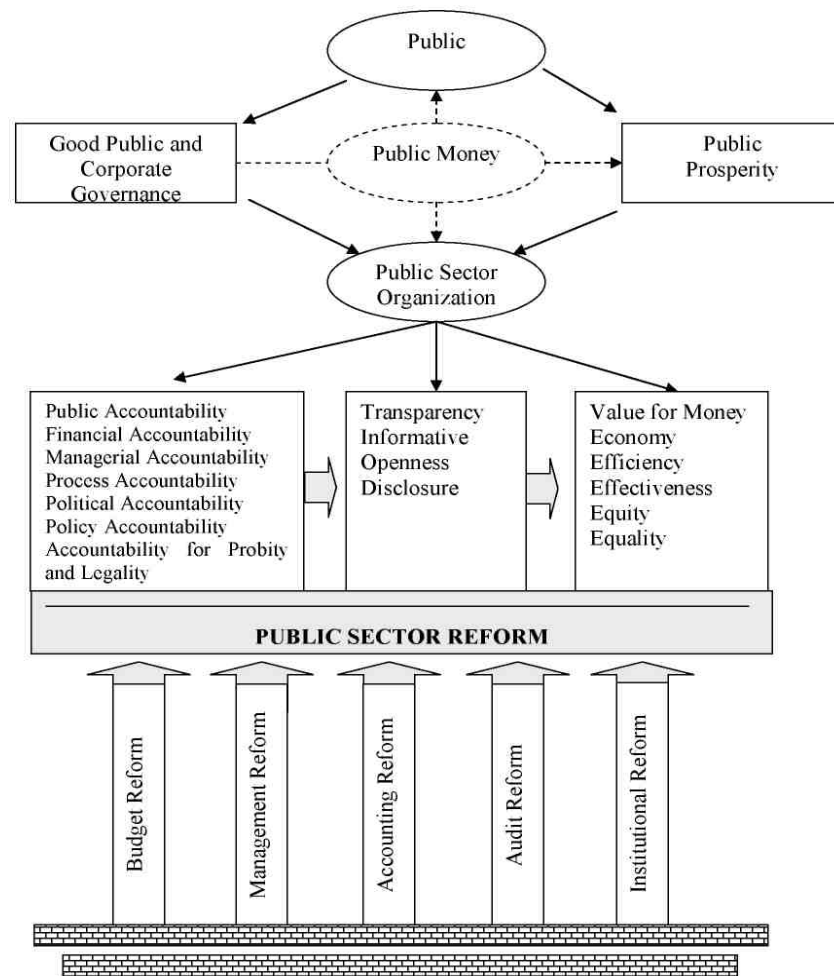 Public
Good Public and
Corporate
Governance
Public Money
Public
Prosperity
Public Sector
Organization
Public Accountability
Financial Accountability
Managerial Accountability
Process Accountability
Political Accountability
Policy Accountability
Accountability for Probity
and Legality
Transparency
Informative
Openness
Disclosure
Value for Money
Economy
Efficiency
Effectiveness
Equity
Equality
PUBLIC SECTOR REFORM
Budget Reform
Management Reform
Accounting Reform
Audit Reform
Institutional Reform